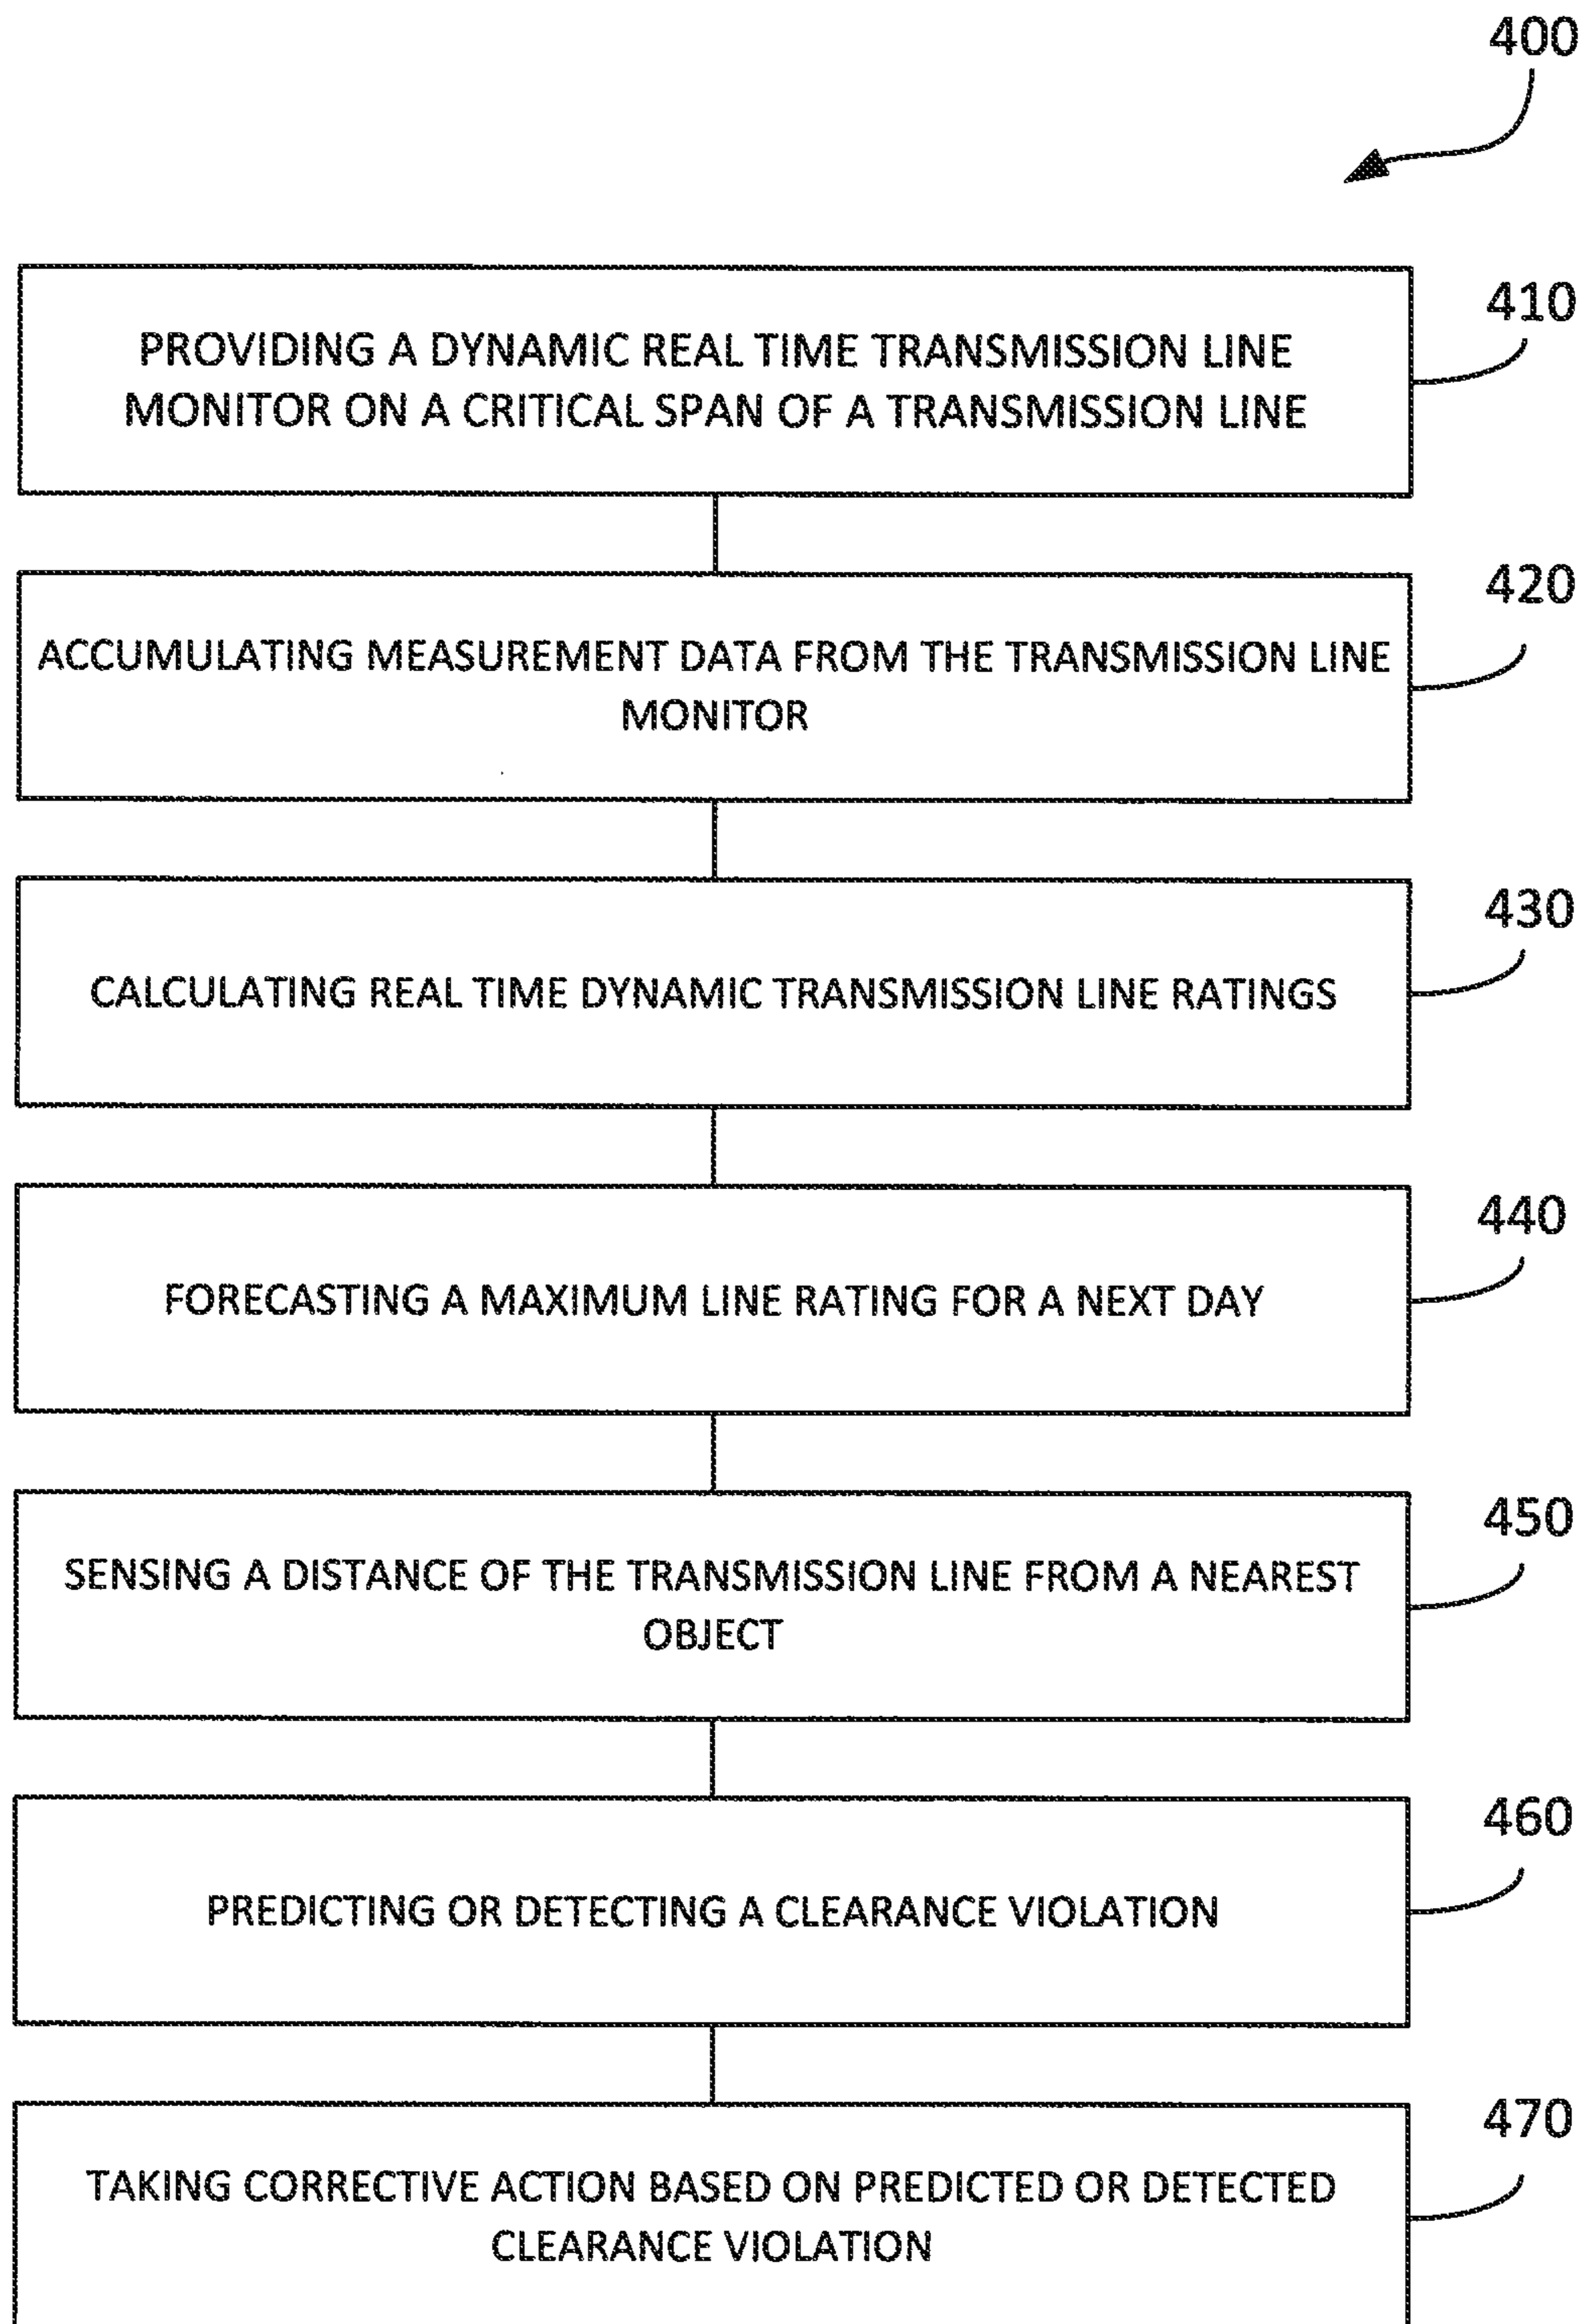 400
410
PROVIDING A DYNAMIC REAL TIME TRANSMISSION LINE
MONITOR ON A CRITICAL SPAN OF A TRANSMISSION LINE
420
ACCUMULATING MEASUREMENT DATA FROM THE TRANSMISSION LINE
MONITOR
430
CALCULATING REAL TIME DYNAMIC TRANSMISSION LINE RATINGS
440
FORECASTING A MAXIMUM LINE RATING FOR A NEXT DAY
450
SENSING A DISTANCE OF THE TRANSMISSION LINE FROM A NEAREST
OBJECT
460
PREDICTING OR DETECTING A CLEARANCE VIOLATION
470
TAKING CORRECTIVE ACTION BASED ON PREDICTED OR DETECTED
CLEARANCE VIOLATION